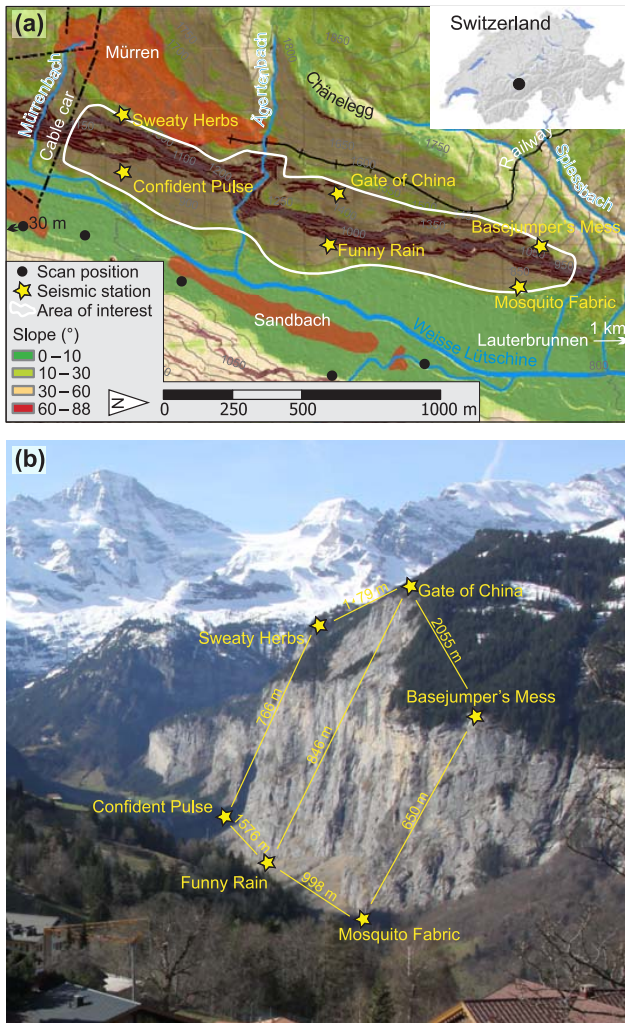 (a)
Switzerland
Mürren
Mürrenbach
Cable car
Ägertenbach
Chänelegg
Railway
Spissbach
Sweaty Herbs
Confident Pulse
Gate of China
Funny Rain
Basejumper's Mess
Mosquito Fabric
30 m
Scan position
Seismic station
Area of interest
Slope (°)
0–10
10–30
30–60
60–88
N
Sandbach
Weisse Lütschine
Lauterbrunnen
1 km
0
250
500
1000 m
(b)
Gate of China
1179 m
Sweaty Herbs
2055 m
Basejumper's Mess
766 m
846 m
650 m
Confident Pulse
1576 m
Funny Rain
998 m
Mosquito Fabric